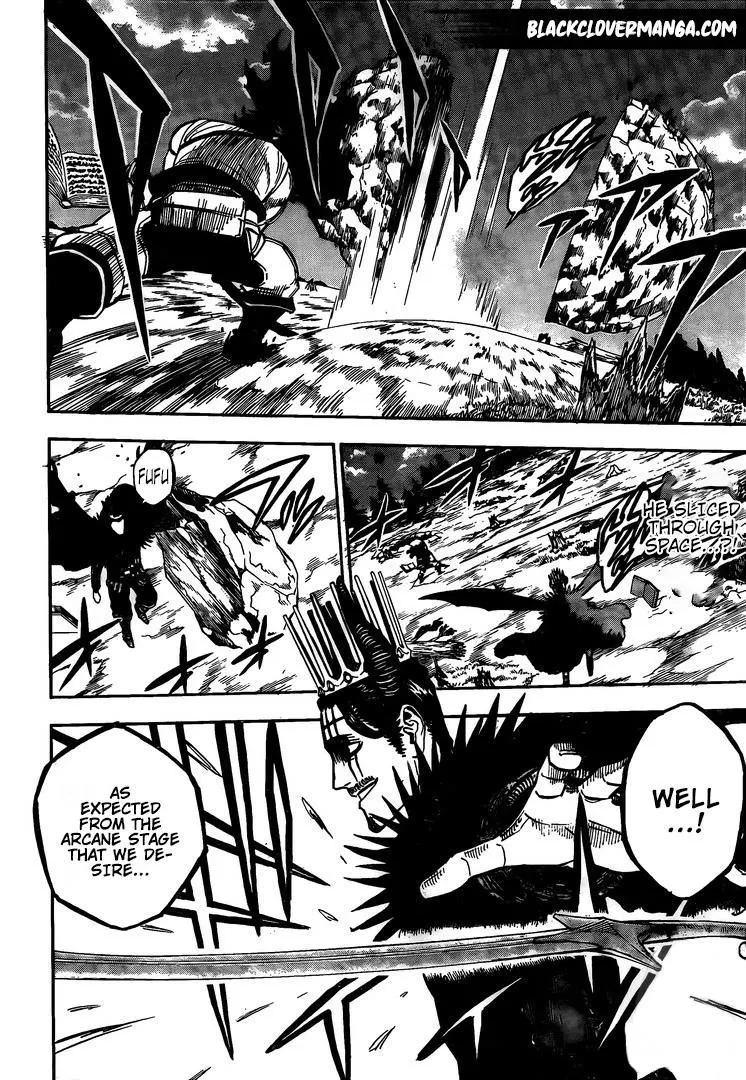 BLACKCLOVERMANGA.COM
HE SLICED
THROUGH
SPACE...?!
FUFU
WELL
...!
AS
EXPECTED
FROM THE
ARCANE STAGE
THAT WE DE-
SIRE...